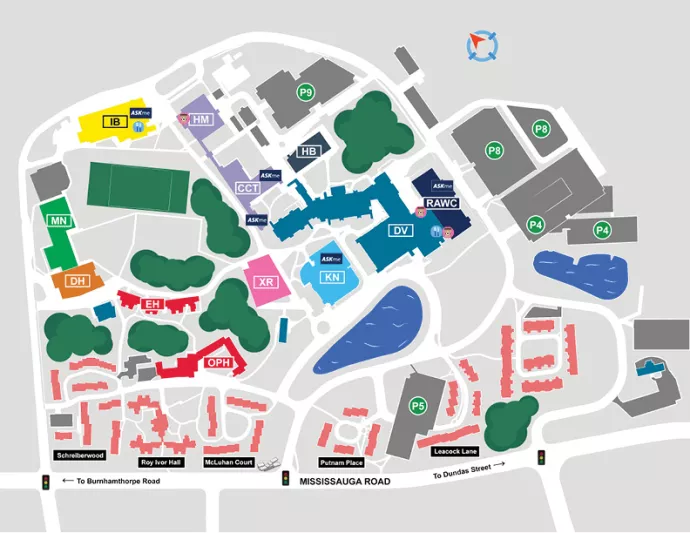 P9
ASK me
IB
HM
P8
P8
HB
ASK me
CCT
ASK me
RAWC
ASK me
MN
DV
P4
P4
ASK me
KN
XR
DH
EH
OPH
P5
Schreiberwood
Roy Ivor Hall
McLuhan Court
Putnam Place
Leacock Lane
← To Burnhamthorpe Road
MISSISSAUGA ROAD
To Dundas Street →